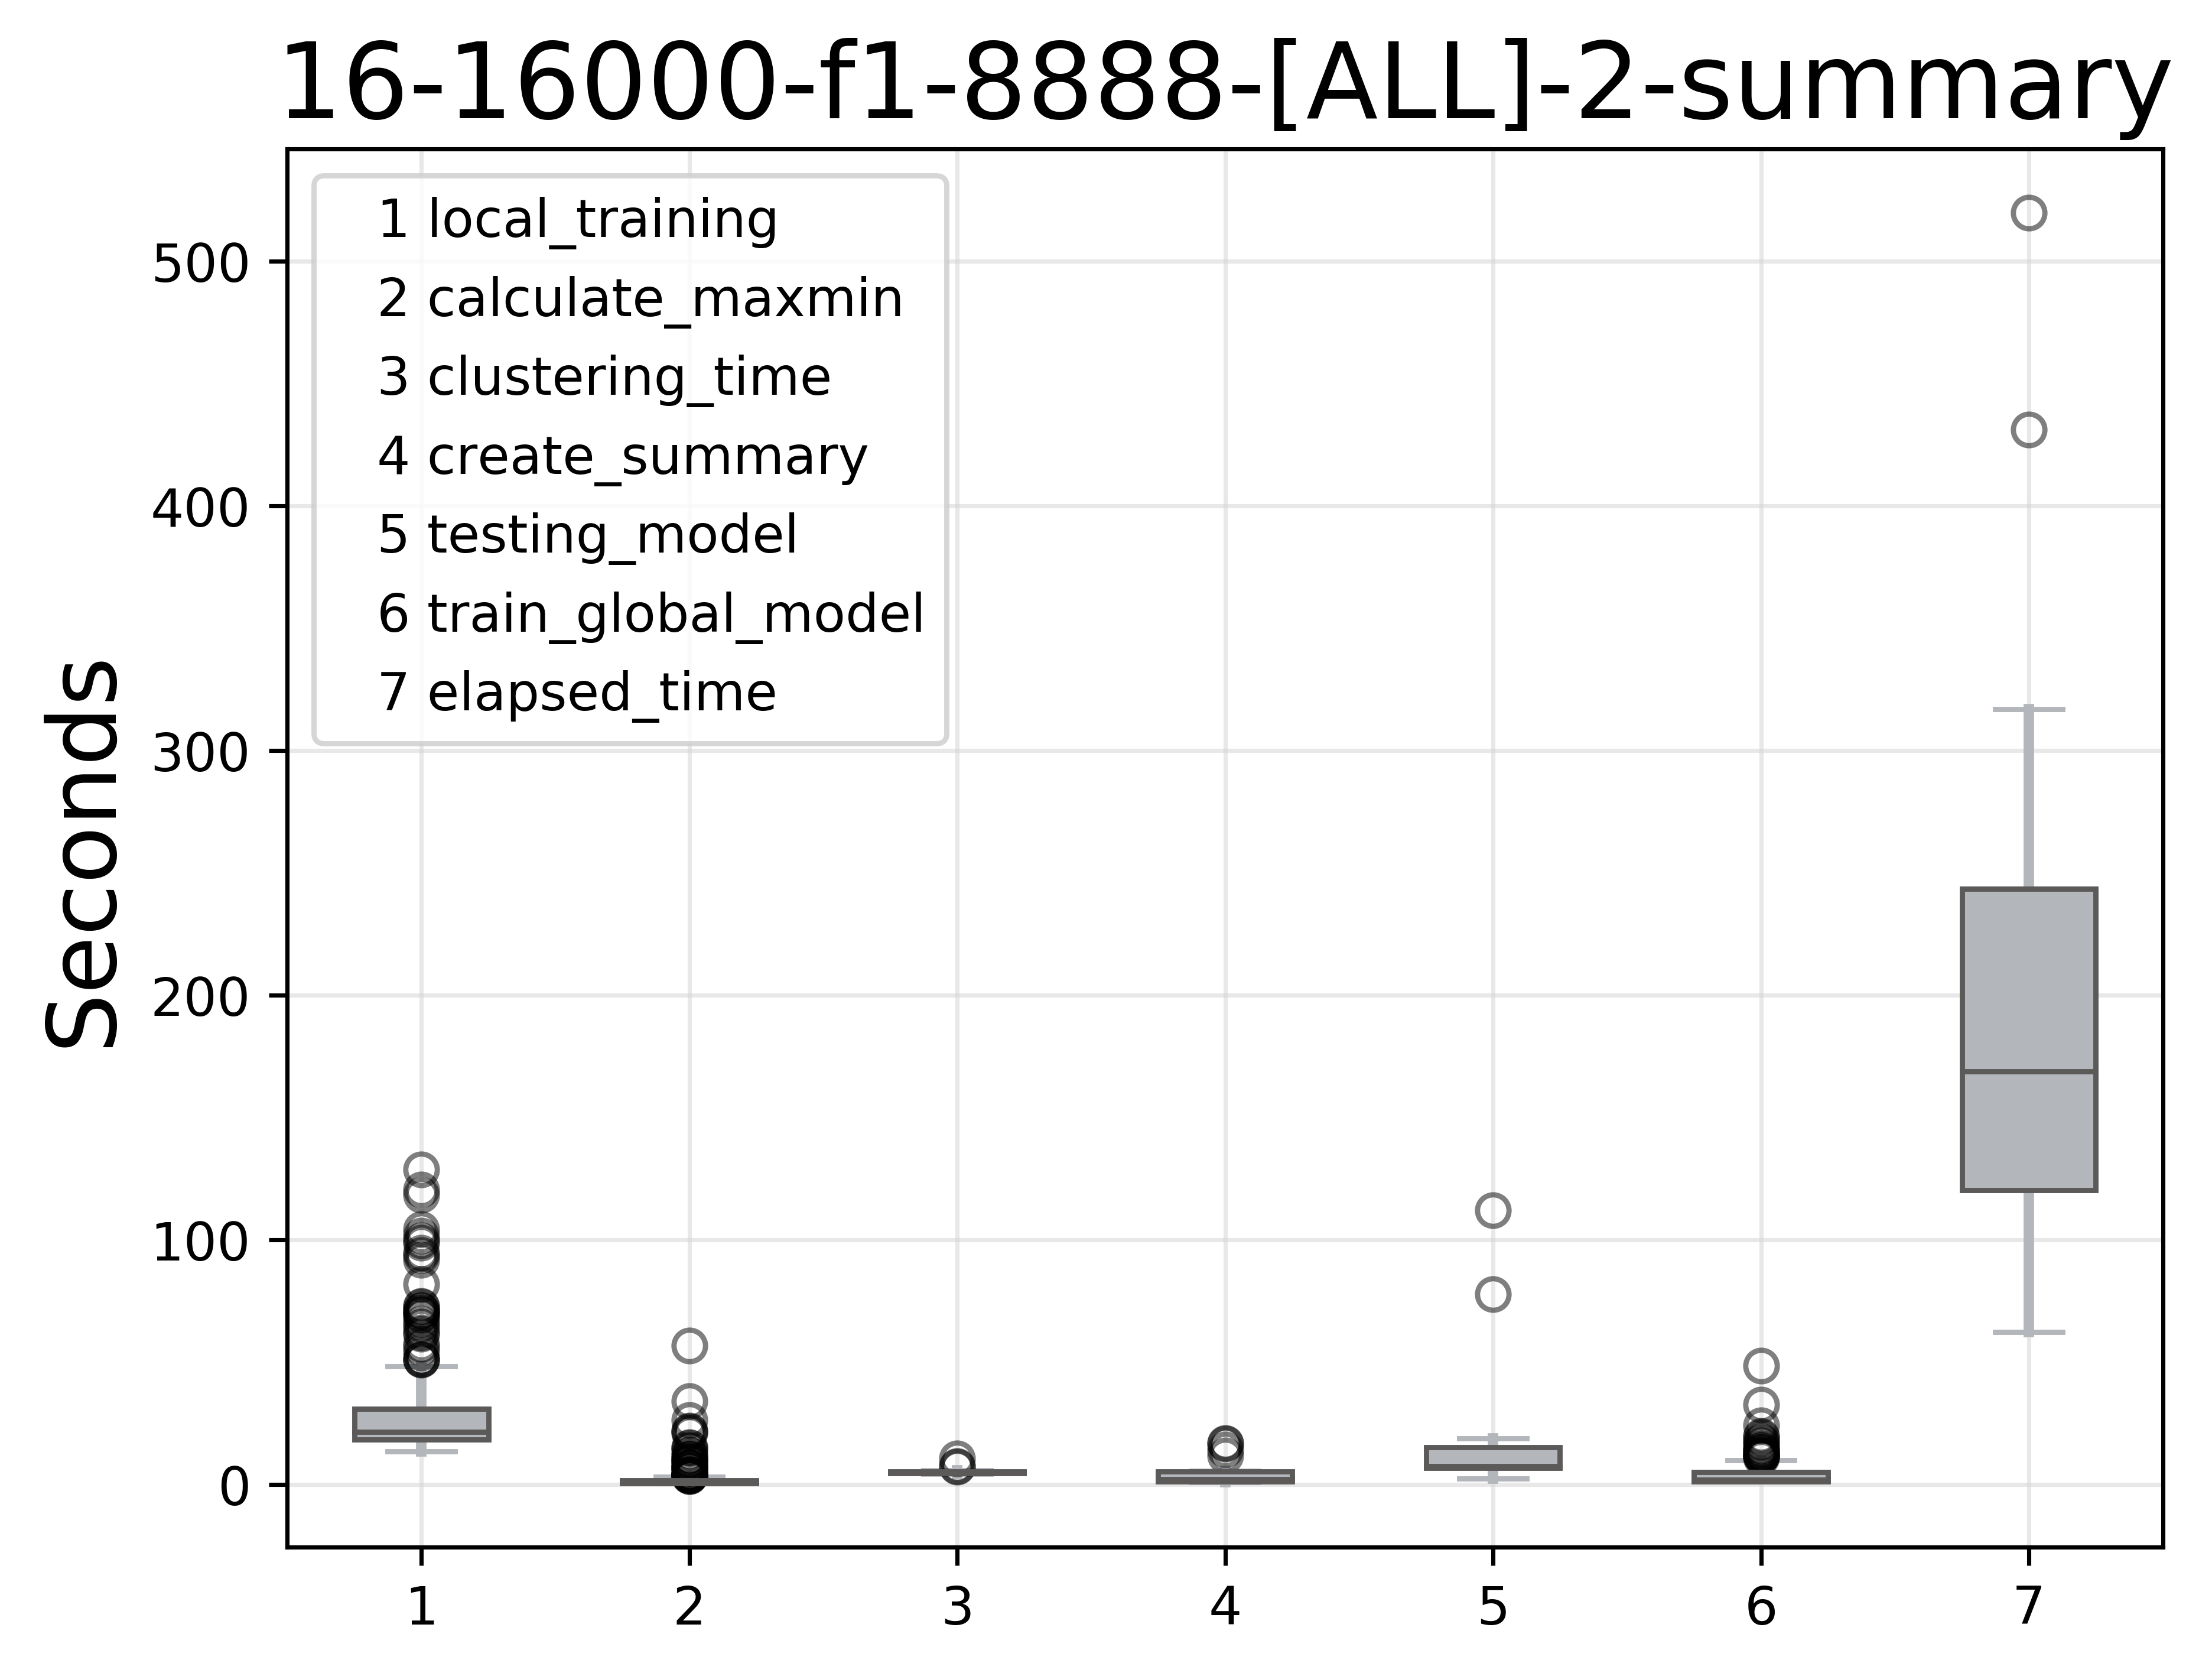 16-16000-f1-8888-[ALL]-2-summary
1 local_training
2 calculate_maxmin
3 clustering_time
4 create_summary
5 testing_model
6 train_global_model
7 elapsed_time
Seconds
500
400
300
200
100
0
1 2 3 4 5 6 7